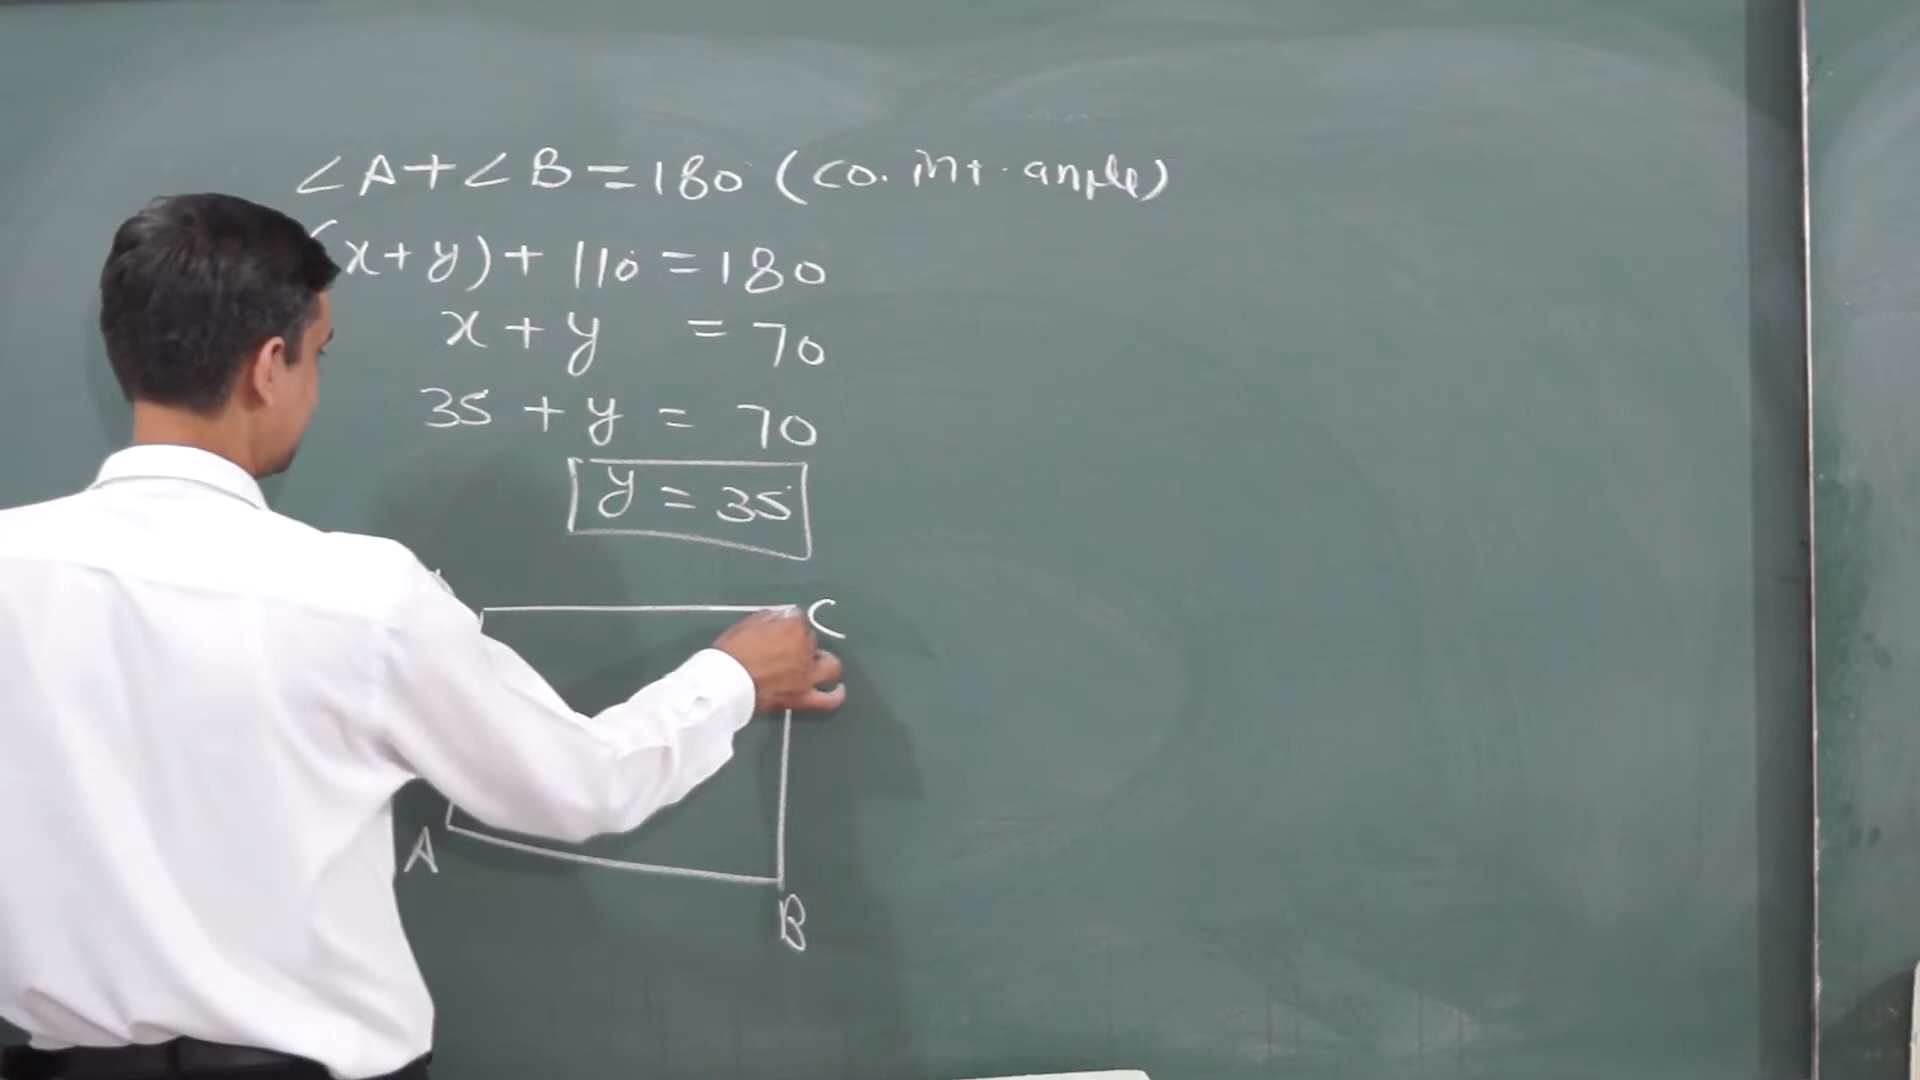 ∠A+∠B=180 (co. int. angle)
(x+y)+ 110 =180
x+y = 70
35 + y = 70
y = 35
C
A
B